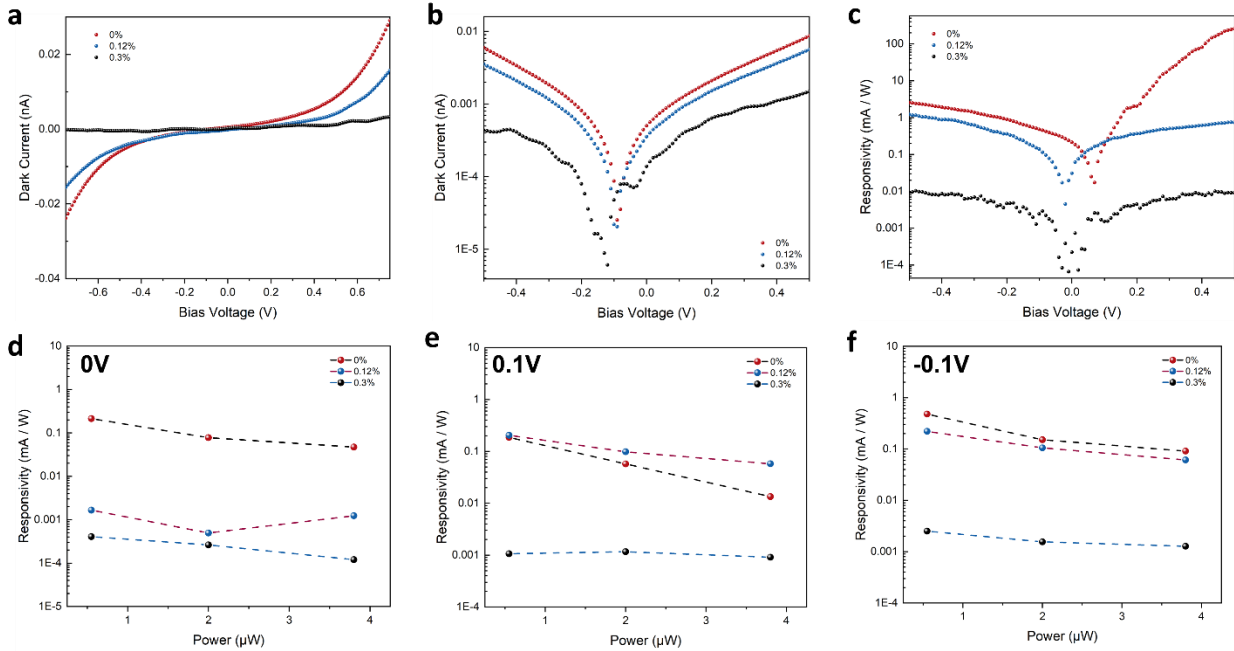 a
0%
0.12%
0.3%
0.02
0.00
-0.02
-0.04
-0.6
-0.4
-0.2
0.0
0.2
0.4
0.6
Dark Current (nA)
Bias Voltage (V)
b
0.01
0.001
1E-4
1E-5
-0.4
-0.2
0.0
0.2
0.4
0%
0.12%
0.3%
Dark Current (nA)
Bias Voltage (V)
c
0%
0.12%
0.3%
100
10
1
0.1
0.01
0.001
1E-4
-0.4
-0.2
0.0
0.2
0.4
Responsivity (mA / W)
Bias Voltage (V)
d
0V
0%
0.12%
0.3%
10
1
0.1
0.01
0.001
1E-4
1E-5
1
2
3
4
Responsivity (mA / W)
Power (µW)
e
0.1V
0%
0.12%
0.3%
10
1
0.1
0.01
0.001
1E-4
1
2
3
4
Responsivity (mA / W)
Power (µW)
f
-0.1V
0%
0.12%
0.3%
10
1
0.1
0.01
0.001
1E-4
1
2
3
4
Responsivity (mA / W)
Power (µW)